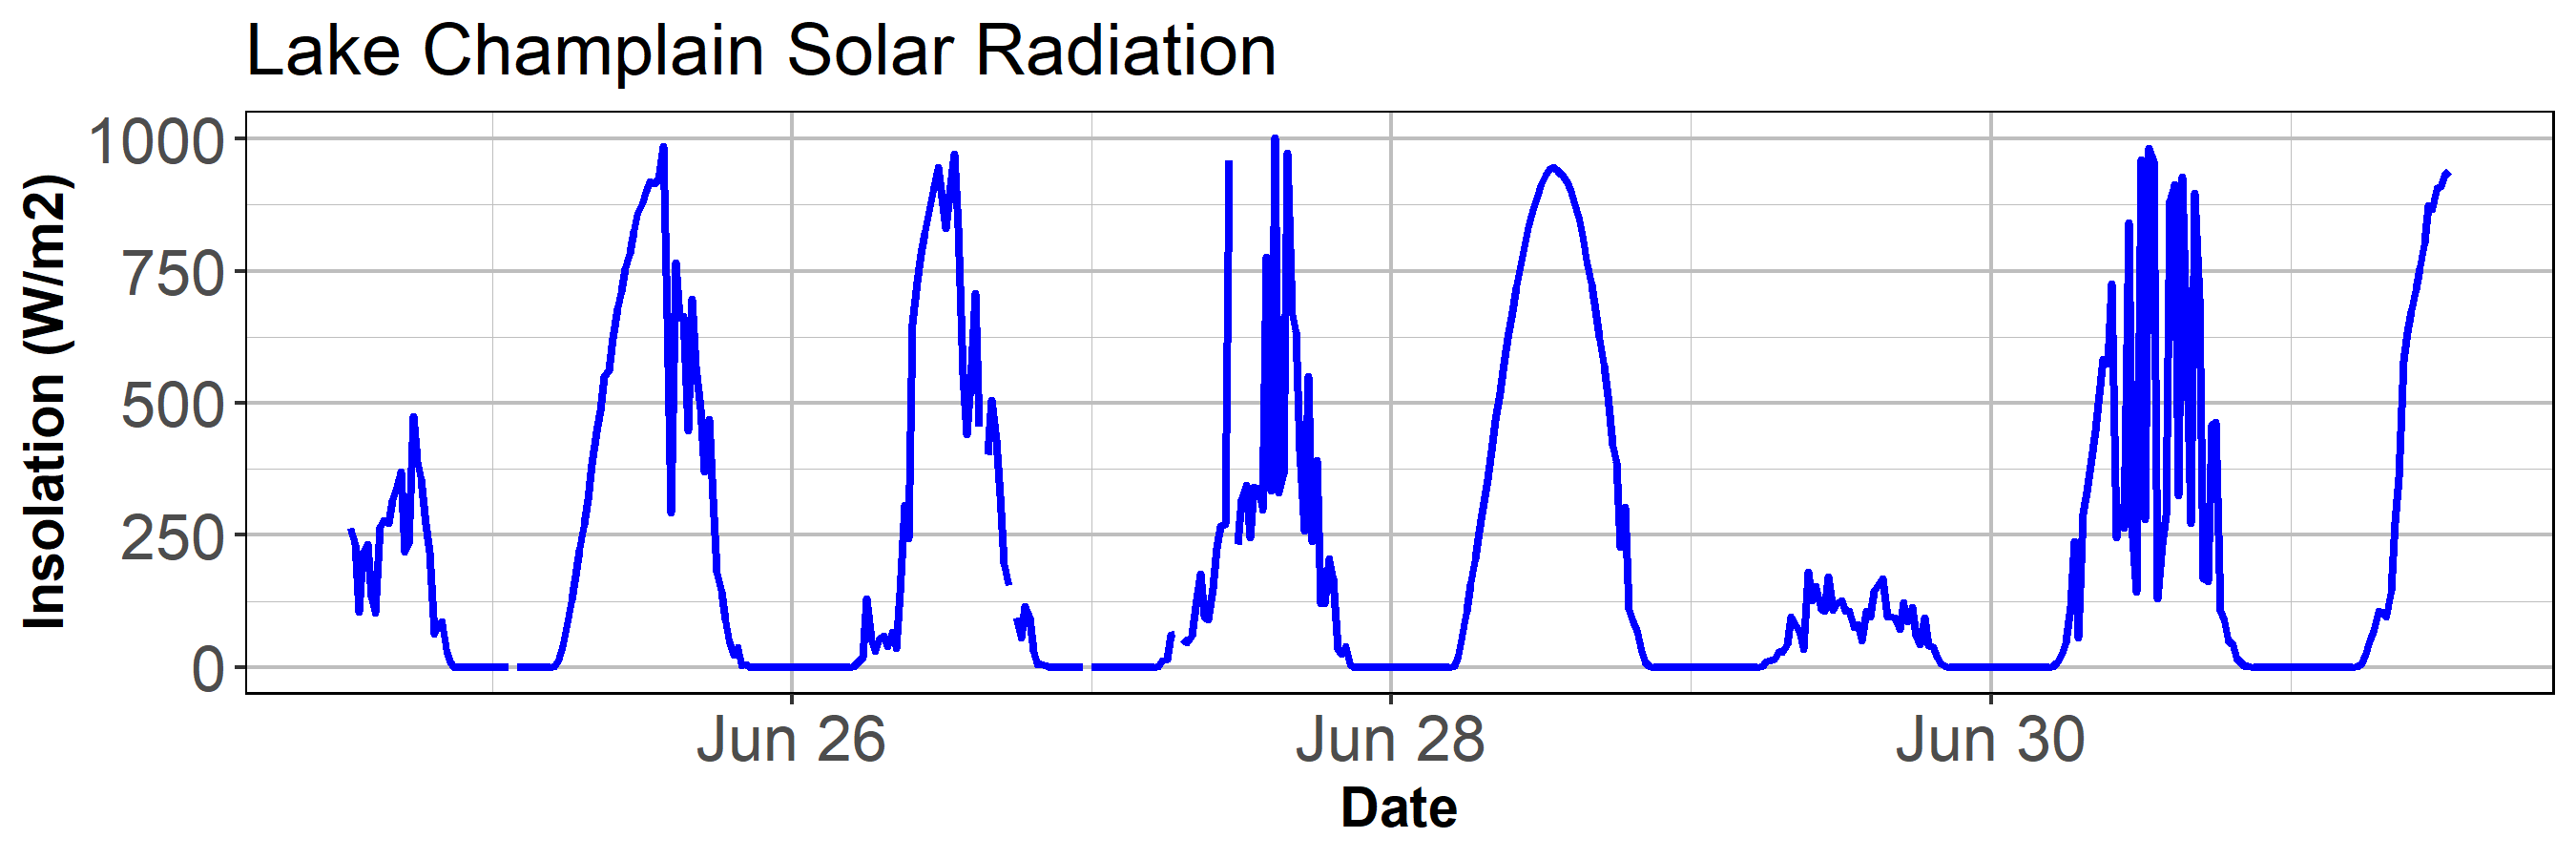 Lake Champlain Solar Radiation
Insolation (W/m2)
1000
750
500
250
0
Jun 26 Jun 28 Jun 30
Date